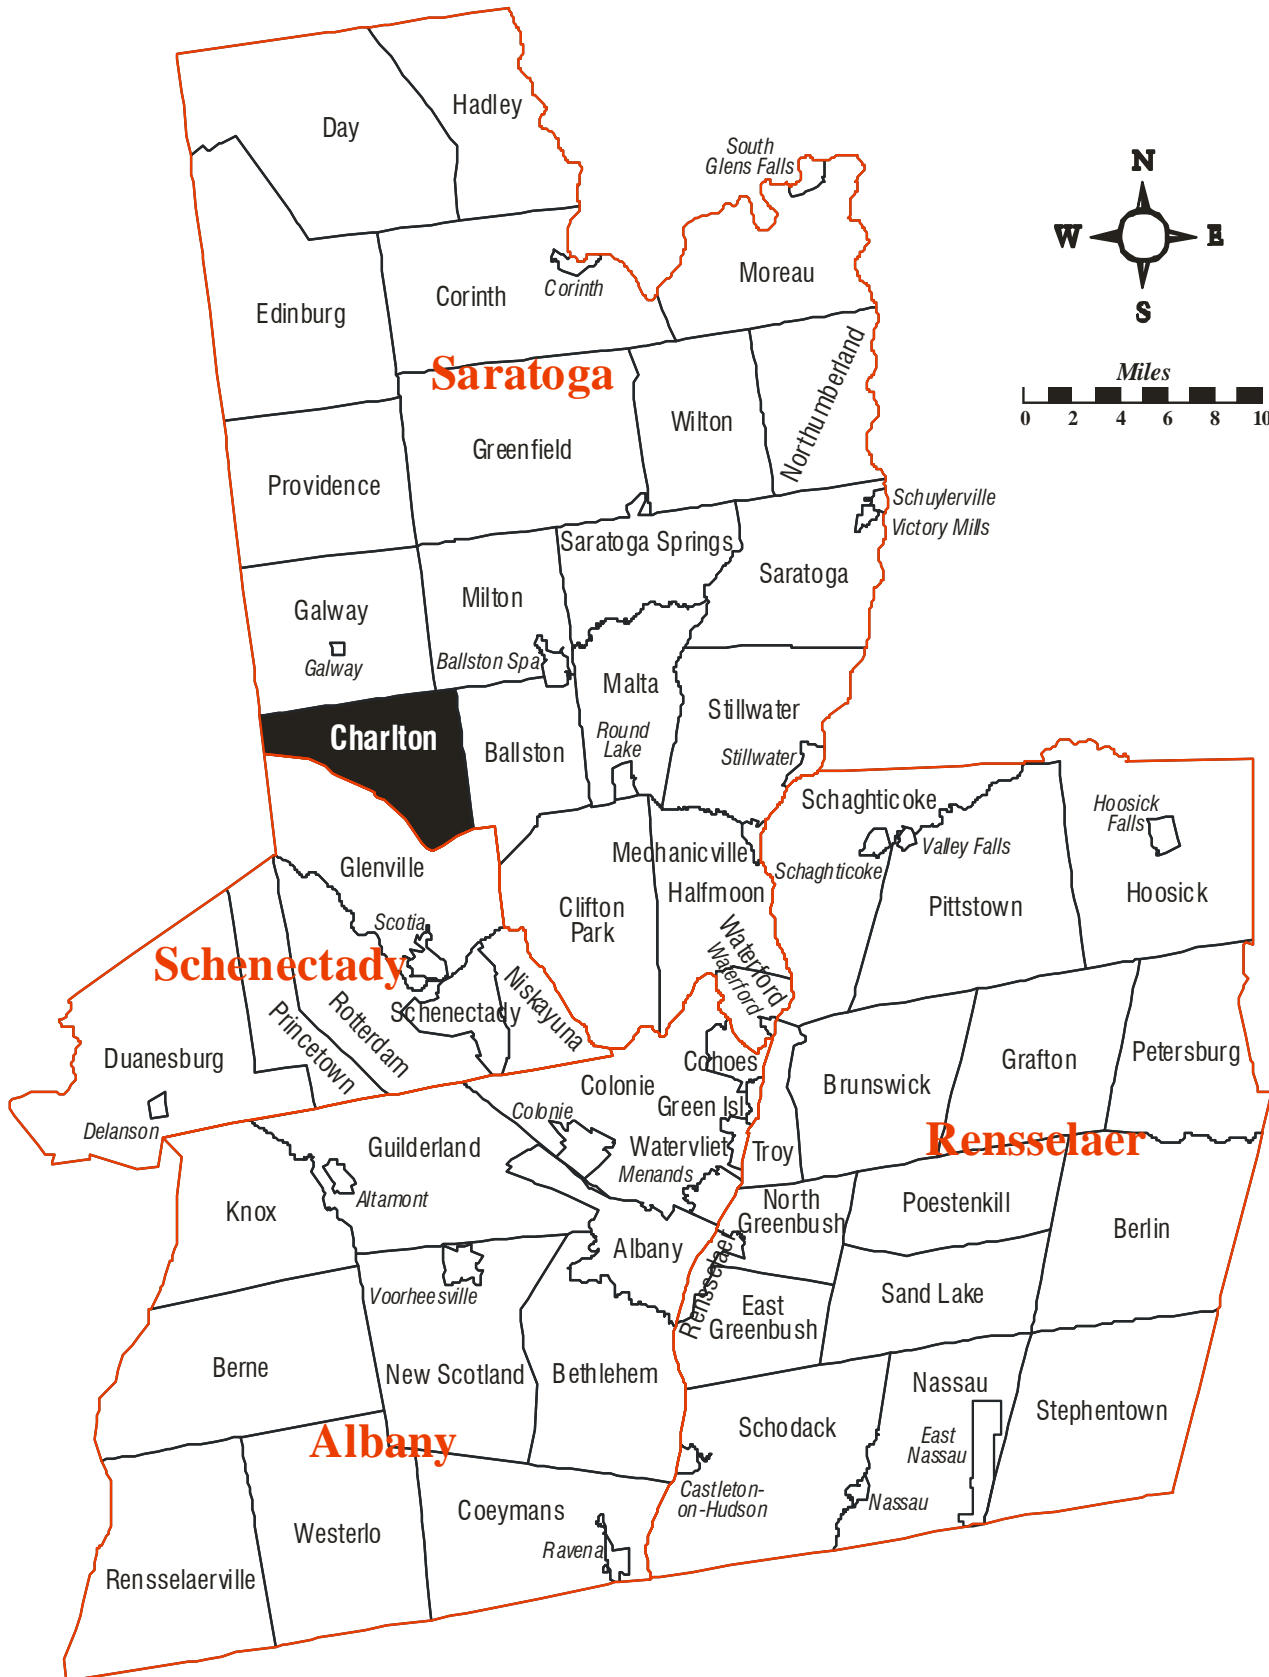 Hadley
Day
South
Glens Falls
N
W
E
S
Moreau
Corinth
Corinth
Edinburg
Miles
0 2 4 6 8 10
Saratoga
Northumberland
Wilton
Greenfield
Providence
Schuylerville
Victory Mills
Saratoga Springs
Saratoga
Milton
Galway
Galway
Ballston Spa
Malta
Stillwater
Charlton
Round
Lake
Ballston
Stillwater
Schaghticoke
Hoosick
Falls
Mechanicville
Valley Falls
Schaghticoke
Glenville
Halfmoon
Hoosick
Pittstown
Clifton
Park
Scotia
Waterford
Waterford
Schenectady
Niskayuna
Schenectady
Rotterdam
Princetown
Duanesburg
Cohoes
Colonie
Brunswick
Grafton
Petersburg
Green Isl
Colonie
Delanson
Rensselaer
Guilderland
Watervliet
Troy
Menands
Altamont
North
Greenbush
Poestenkill
Knox
Berlin
Albany
Rensselaer
Voorheesville
Sand Lake
East
Greenbush
Berne
New Scotland
Bethlehem
Nassau
Stephentown
Schodack
East
Nassau
Albany
Castleton-
on-Hudson
Nassau
Coeymans
Westerlo
Ravena
Rensselaerville